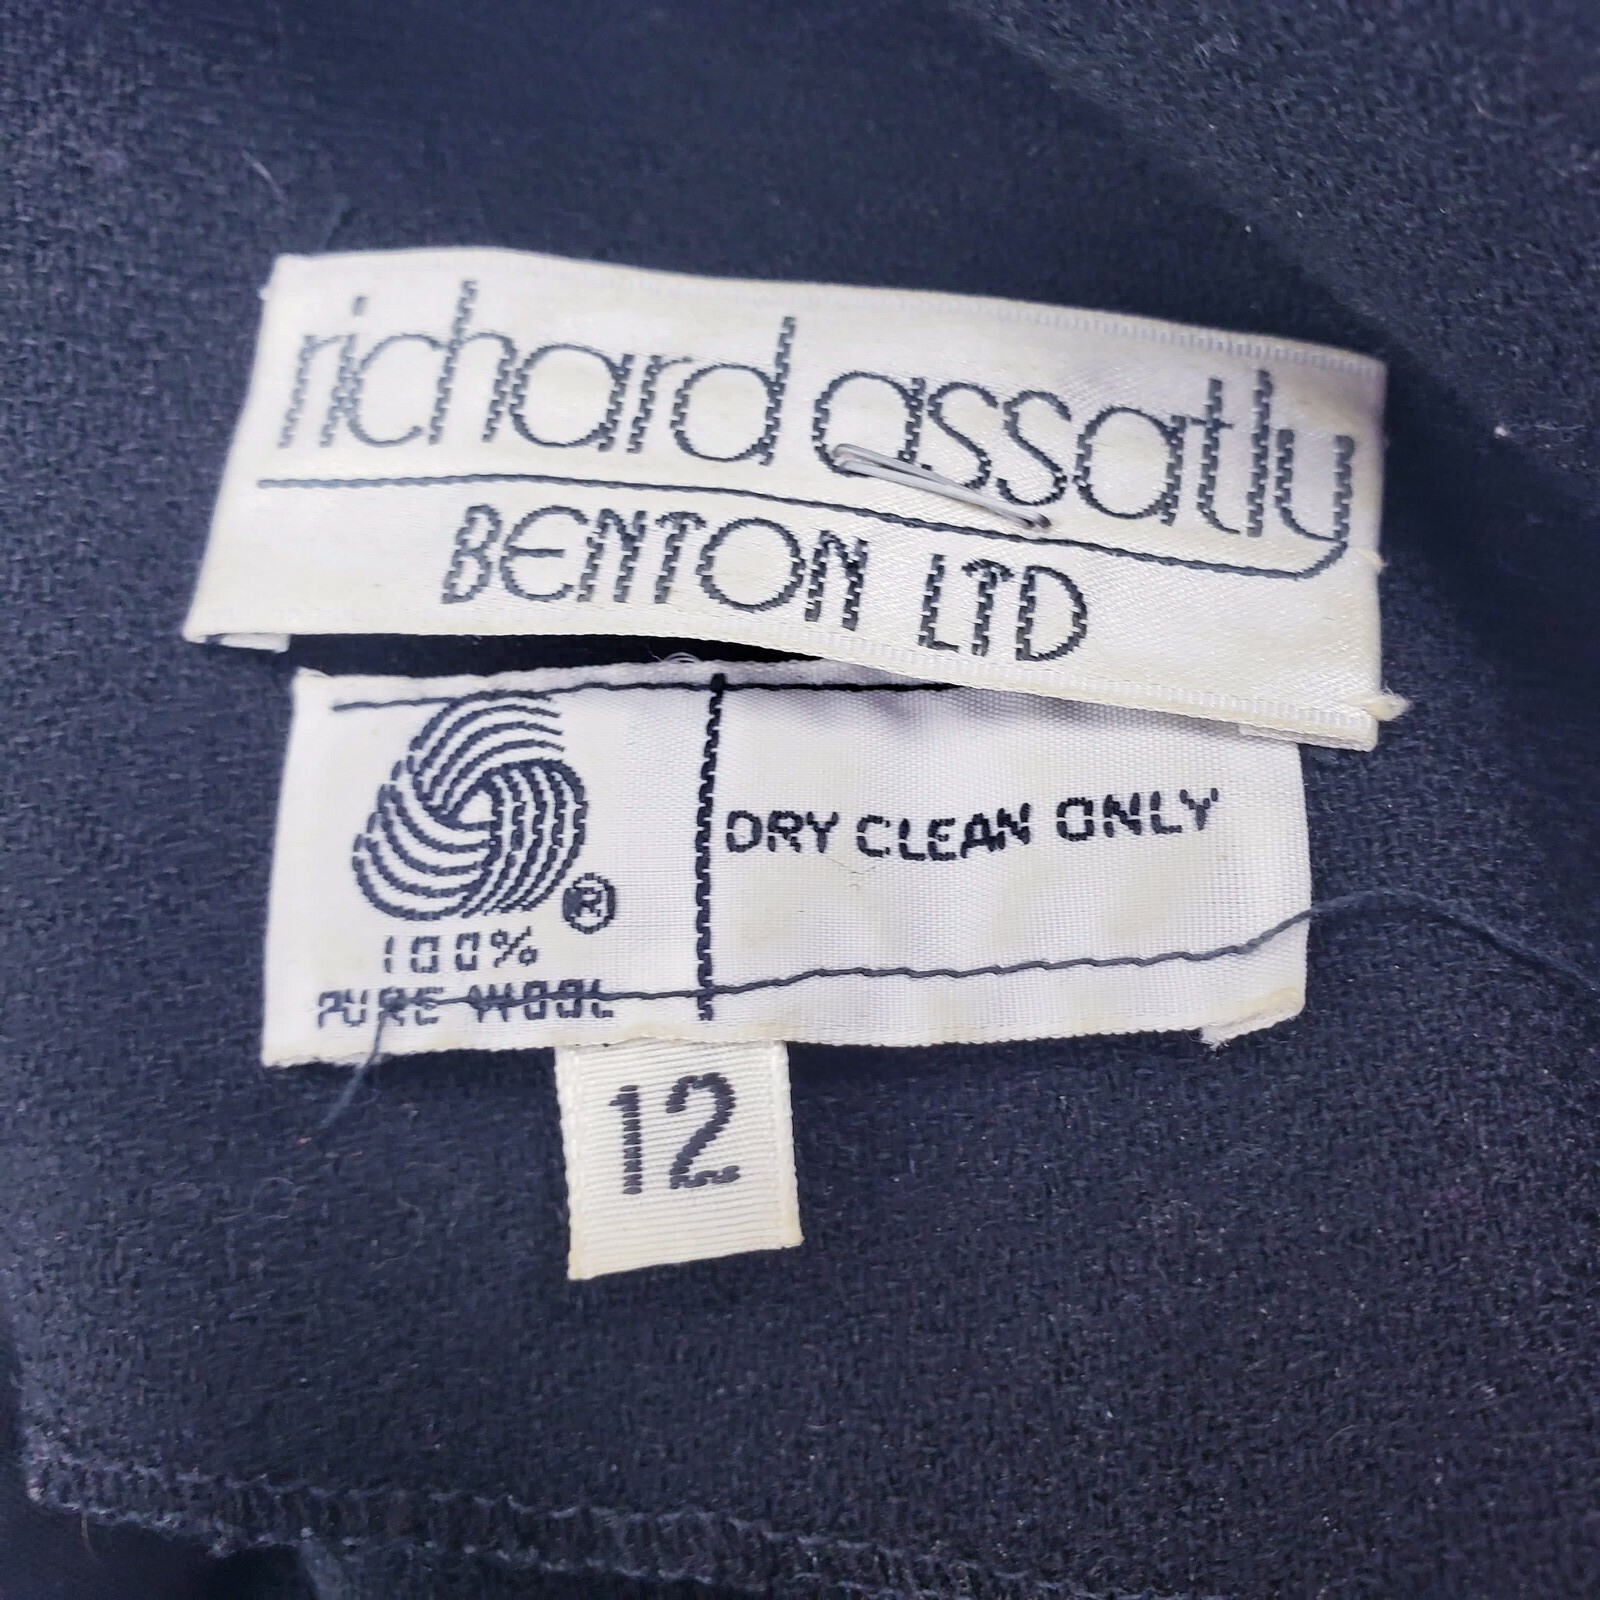 richard assatly
BENTON LTD
DRY CLEAN ONLY
®
100%
PURE WOOL
12